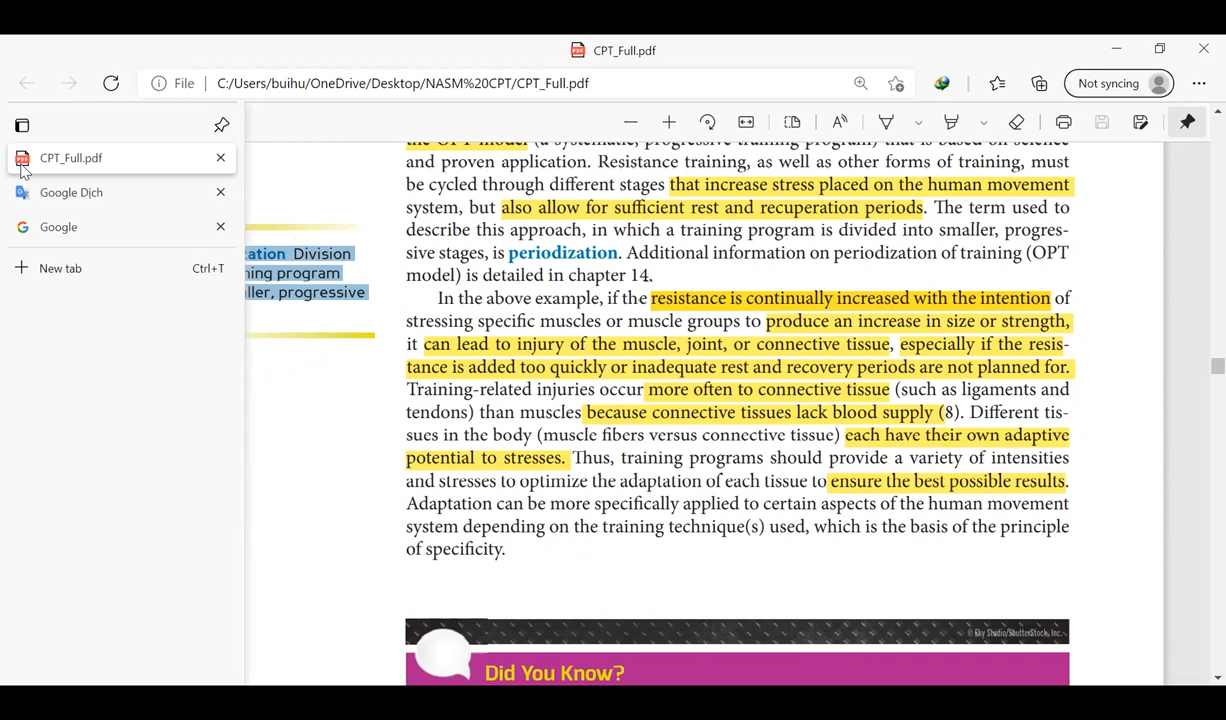 CPT_Full.pdf
File C:/Users/buihu/OneDrive/Desktop/NASM%20CPT/CPT_Full.pdf
Not syncing
CPT_Full.pdf
Google Dịch
Google
New tab Ctrl+T
the OPT model (a systematic, progressive training program) that is based on science
and proven application. Resistance training, as well as other forms of training, must
be cycled through different stages that increase stress placed on the human movement
system, but also allow for sufficient rest and recuperation periods. The term used to
describe this approach, in which a training program is divided into smaller, progres-
sive stages, is periodization. Additional information on periodization of training (OPT
model) is detailed in chapter 14.
ation Division
ning program
ller, progressive
In the above example, if the resistance is continually increased with the intention of
stressing specific muscles or muscle groups to produce an increase in size or strength,
it can lead to injury of the muscle, joint, or connective tissue, especially if the resis-
tance is added too quickly or inadequate rest and recovery periods are not planned for.
Training-related injuries occur more often to connective tissue (such as ligaments and
tendons) than muscles because connective tissues lack blood supply (8). Different tis-
sues in the body (muscle fibers versus connective tissue) each have their own adaptive
potential to stresses. Thus, training programs should provide a variety of intensities
and stresses to optimize the adaptation of each tissue to ensure the best possible results.
Adaptation can be more specifically applied to certain aspects of the human movement
system depending on the training technique(s) used, which is the basis of the principle
of specificity.
© Sky Studio/ShutterStock, Inc.
Did You Know?